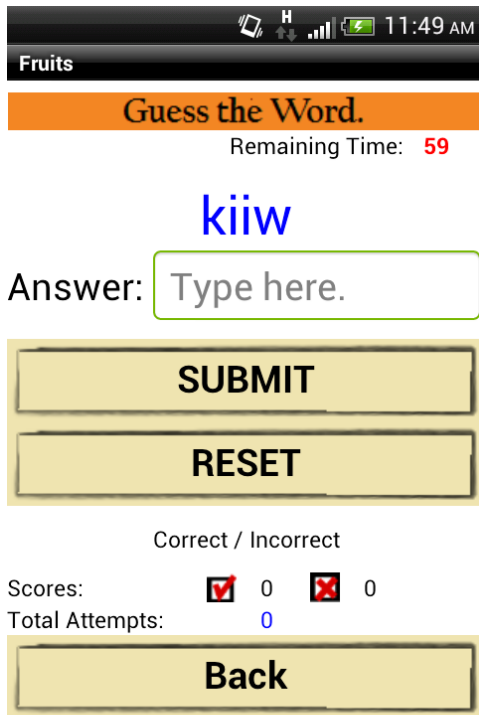 H
11:49 AM
Fruits
Guess the Word.
Remaining Time: 59
kiiw
Answer: Type here.
SUBMIT
RESET
Correct / Incorrect
Scores: 0 0
Total Attempts: 0
Back